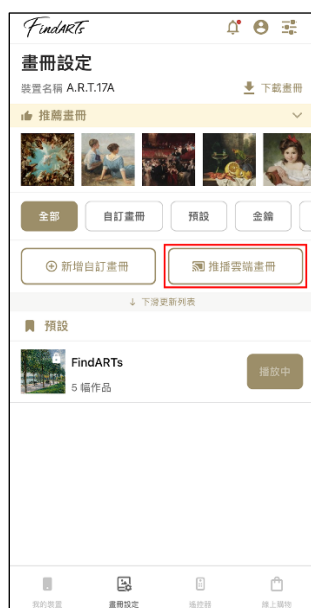 FindARTs
畫冊設定
裝置名稱 A.R.T.17A
下載畫冊
推薦畫冊
全部
自訂畫冊
預設
金鑰
新增自訂畫冊
推播雲端畫冊
↓ 下滑更新列表
預設
FindARTs
5 幅作品
播放中
我的裝置
畫冊設定
遙控器
線上購物